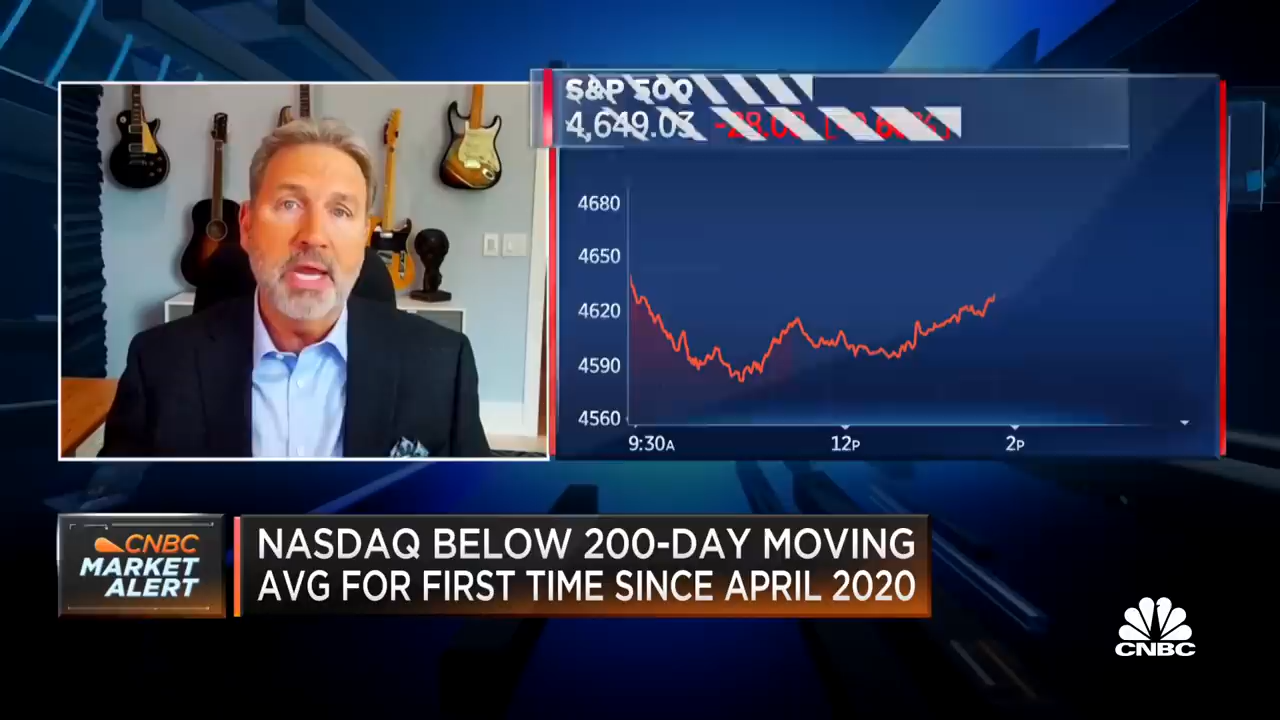 S&P 500
4,649.03
4680
4650
4620
4590
4560
9:30A
12P
2P
CNBC
MARKET
ALERT
NASDAQ BELOW 200-DAY MOVING
AVG FOR FIRST TIME SINCE APRIL 2020
CNBC